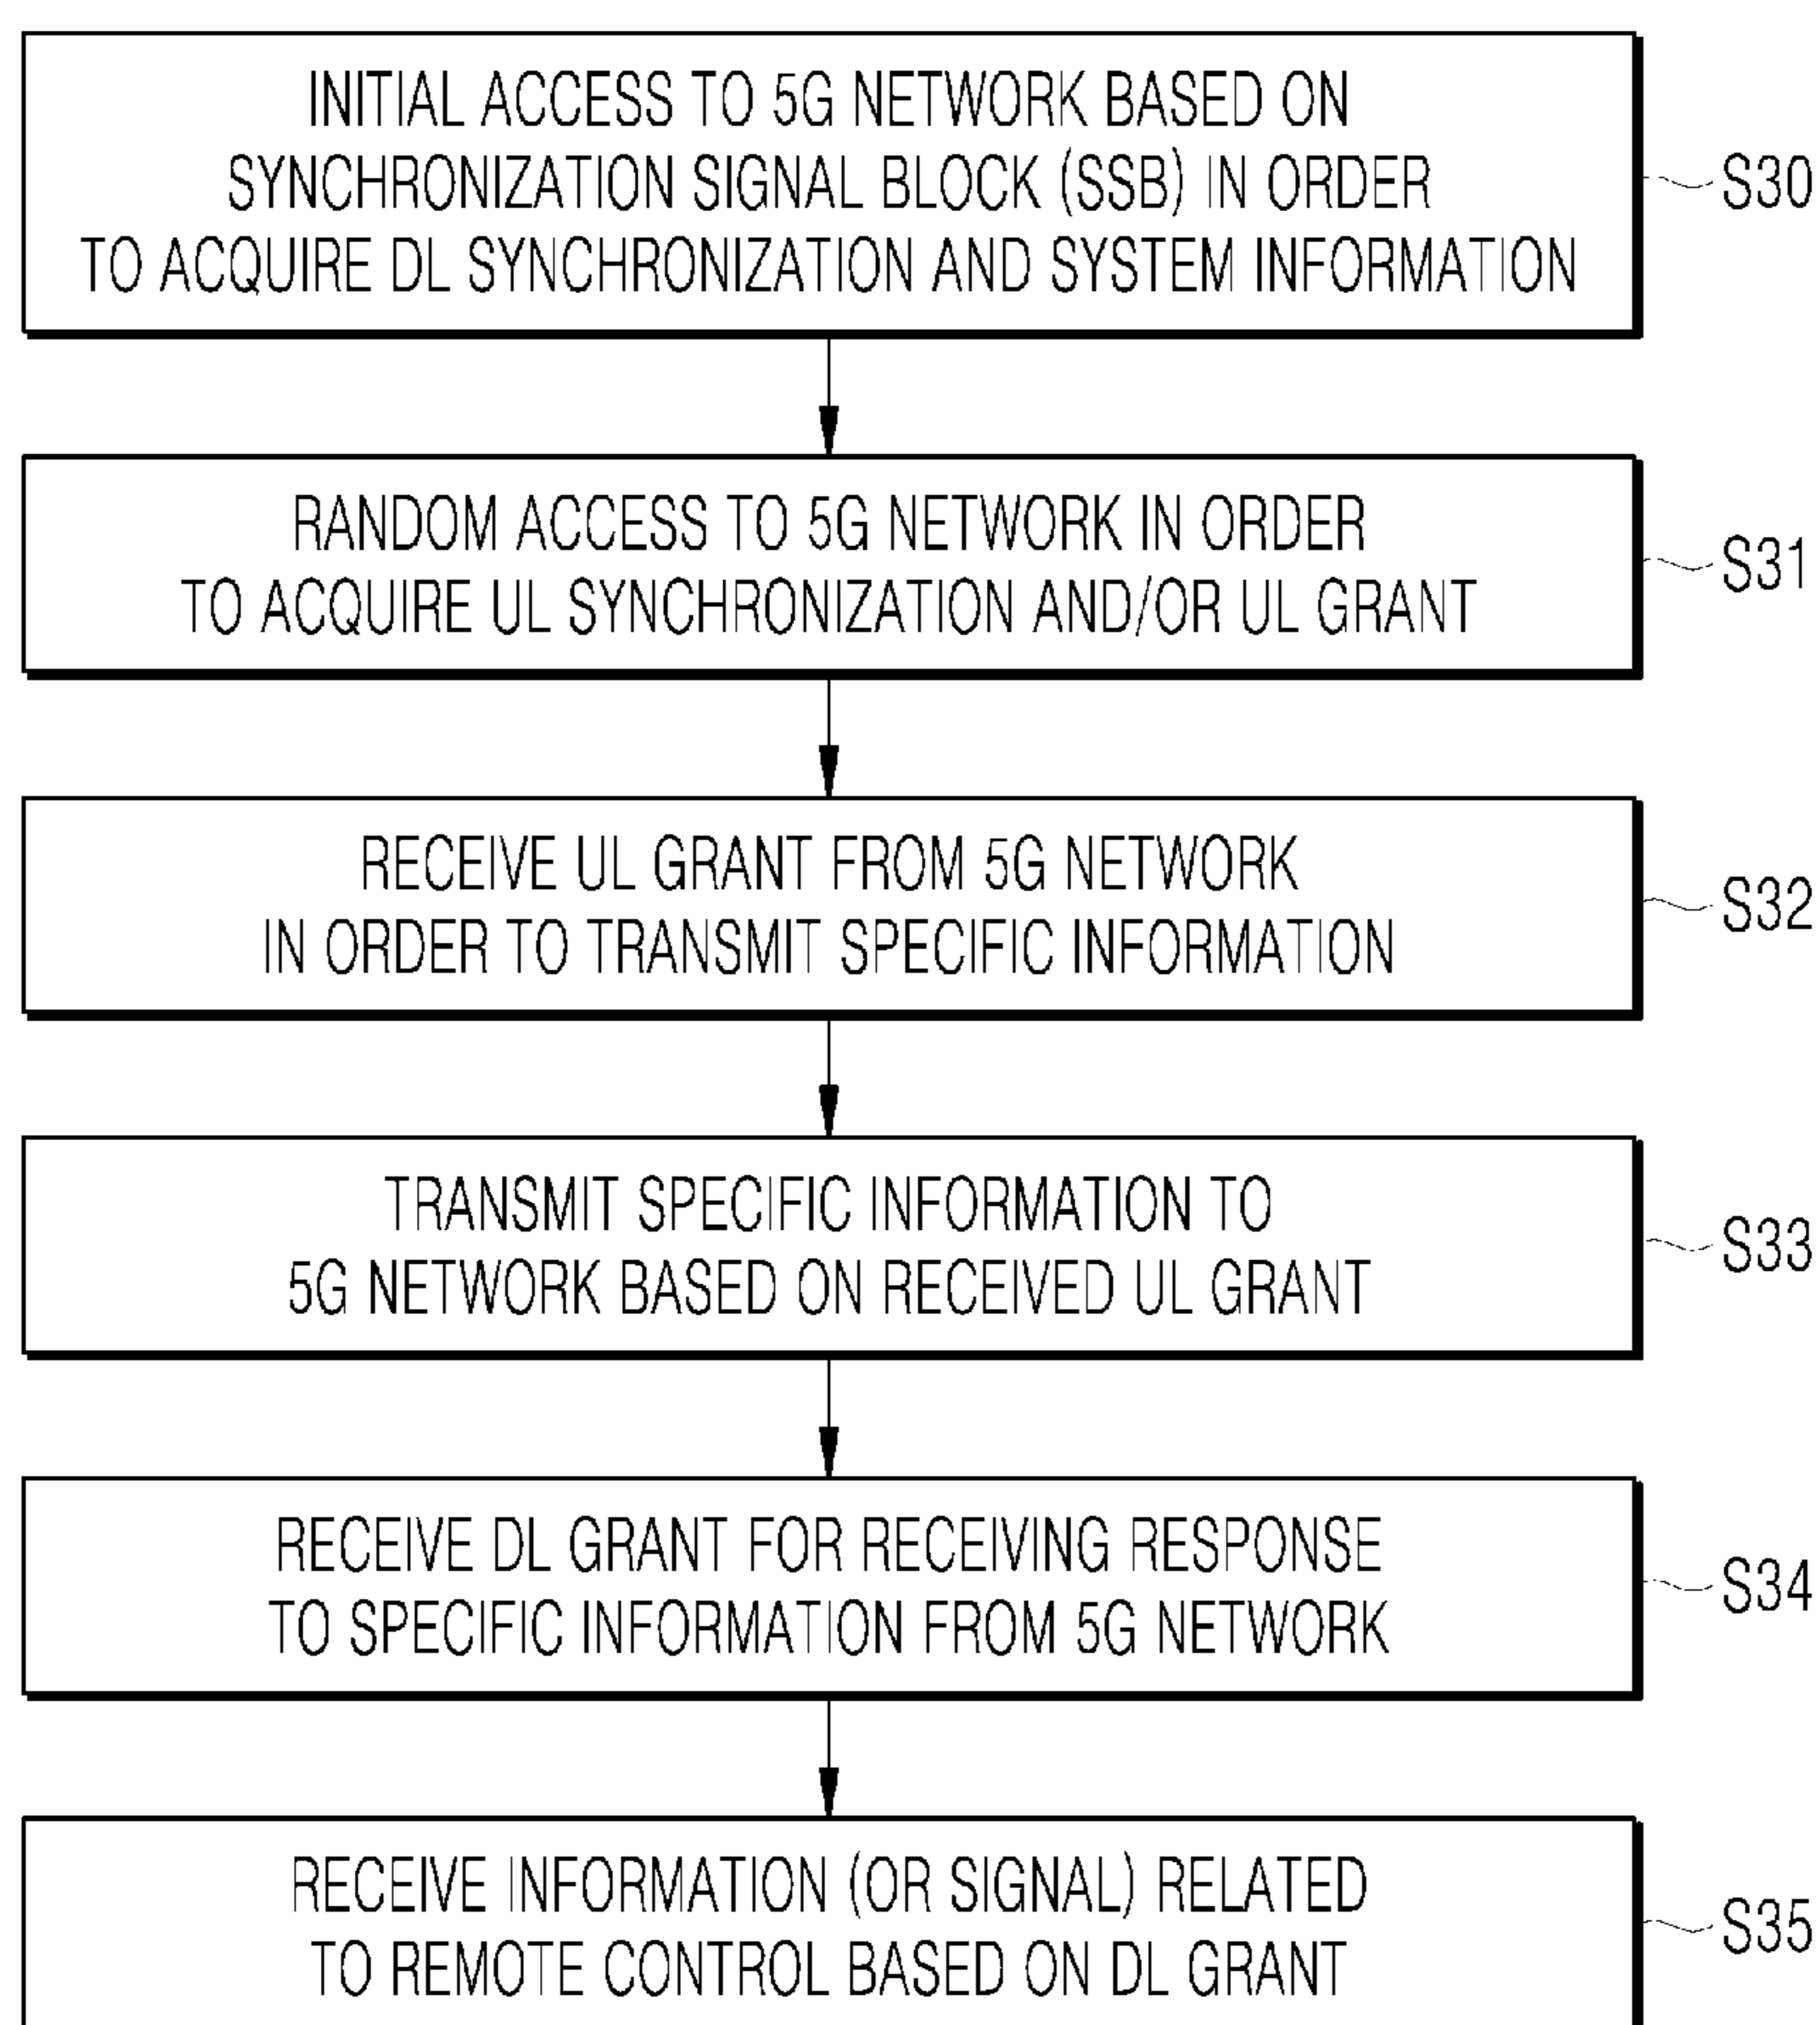 INITIAL ACCESS TO 5G NETWORK BASED ON
SYNCHRONIZATION SIGNAL BLOCK (SSB) IN ORDER
TO ACQUIRE DL SYNCHRONIZATION AND SYSTEM INFORMATION
S30
RANDOM ACCESS TO 5G NETWORK IN ORDER
TO ACQUIRE UL SYNCHRONIZATION AND/OR UL GRANT
S31
RECEIVE UL GRANT FROM 5G NETWORK
IN ORDER TO TRANSMIT SPECIFIC INFORMATION
S32
TRANSMIT SPECIFIC INFORMATION TO
5G NETWORK BASED ON RECEIVED UL GRANT
S33
RECEIVE DL GRANT FOR RECEIVING RESPONSE
TO SPECIFIC INFORMATION FROM 5G NETWORK
S34
RECEIVE INFORMATION (OR SIGNAL) RELATED
TO REMOTE CONTROL BASED ON DL GRANT
S35